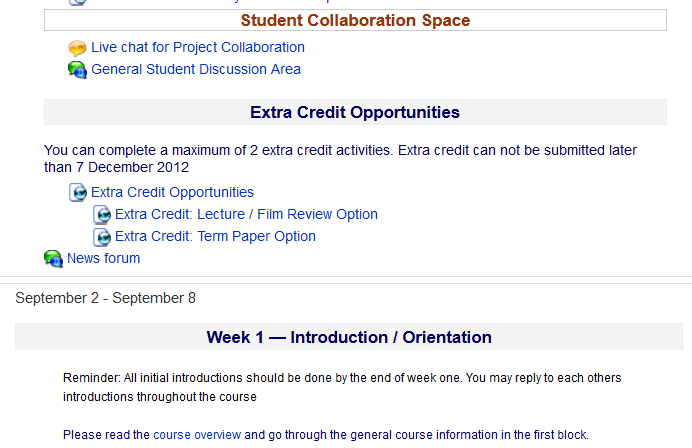 Student Collaboration Space
Live chat for Project Collaboration
General Student Discussion Area
Extra Credit Opportunities
You can complete a maximum of 2 extra credit activities. Extra credit can not be submitted later
than 7 December 2012
Extra Credit Opportunities
Extra Credit: Lecture / Film Review Option
Extra Credit: Term Paper Option
News forum
September 2 - September 8
Week 1 — Introduction / Orientation
Reminder: All initial introductions should be done by the end of week one. You may reply to each others
introductions throughout the course
Please read the course overview and go through the general course information in the first block.